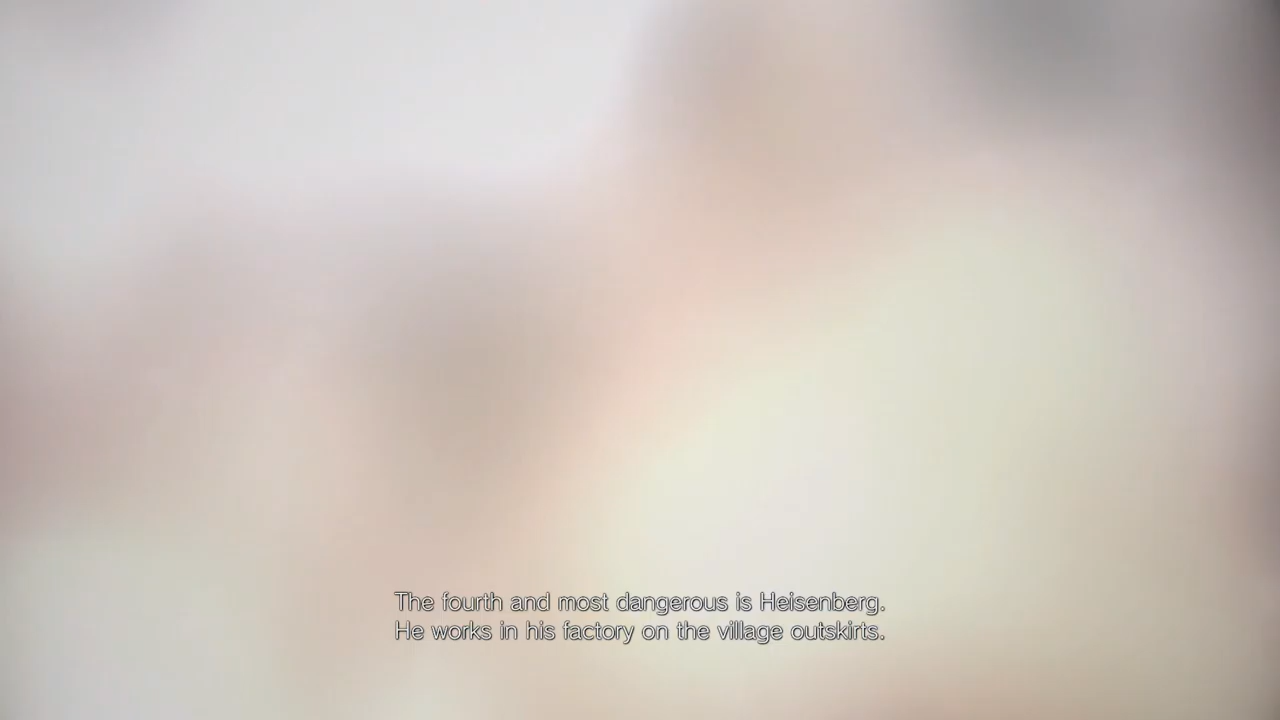 The fourth and most dangerous is Heisenberg.
He works in his factory on the village outskirts.